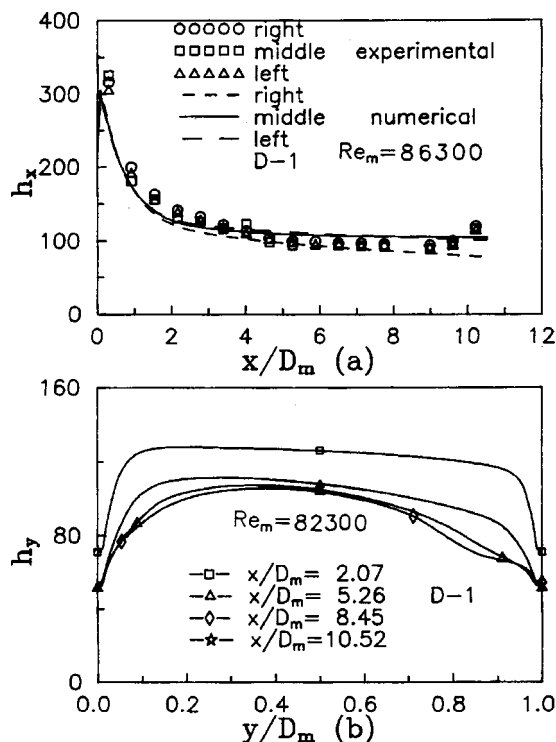 400
300
200
100
0
h_x
right
middle experimental
left
right
middle numerical
left
D-1 Re_m=86300
0 2 4 6 8 10 12
x/D_m (a)
160
80
0
h_y
Re_m=82300
x/D_m= 2.07
x/D_m= 5.26 D-1
x/D_m= 8.45
x/D_m=10.52
0.0 0.2 0.4 0.6 0.8 1.0
y/D_m (b)